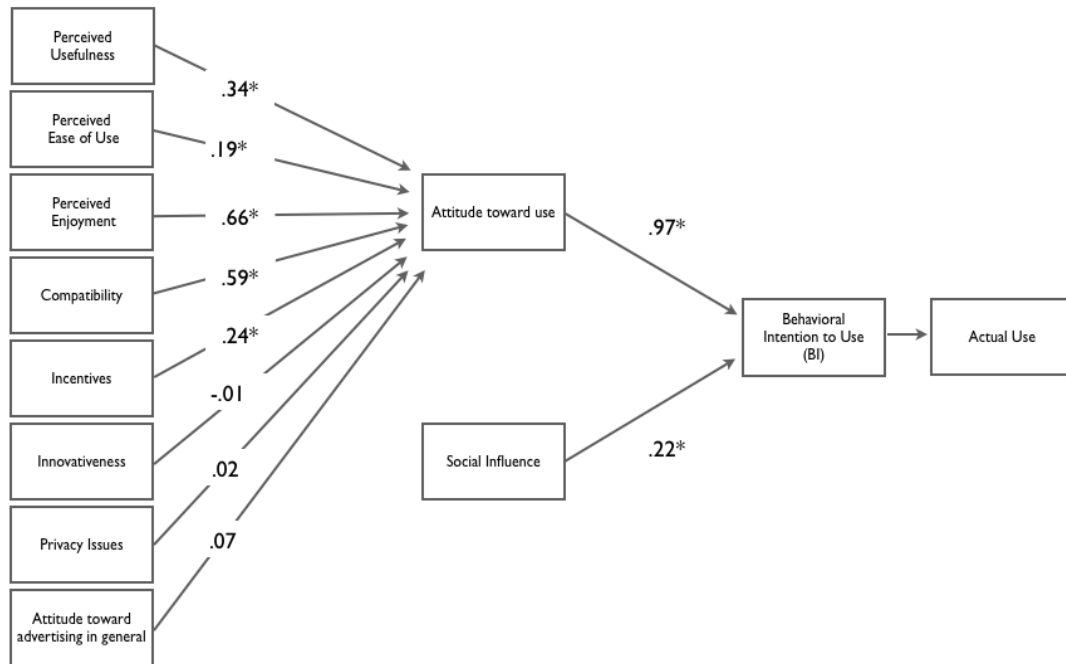 Perceived
Usefulness
.34*
Perceived
Ease of Use
.19*
Perceived
Enjoyment
.66*
Compatibility
.59*
Incentives
.24*
Innovativeness
-.01
Privacy Issues
.02
Attitude toward
advertising in general
.07
Attitude toward use
.97*
Social Influence
.22*
Behavioral
Intention to Use
(BI)
Actual Use